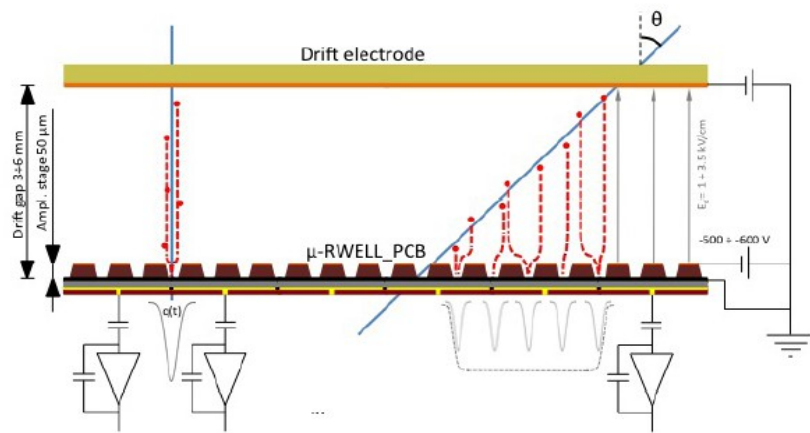 θ
Drift electrode
Drift gap 3÷6 mm
Ampl. stage 50 μm
E_d= 1 ÷ 3.5 kV/cm
μ-RWELL_PCB
-500 ÷ -600 V
q(t)
...